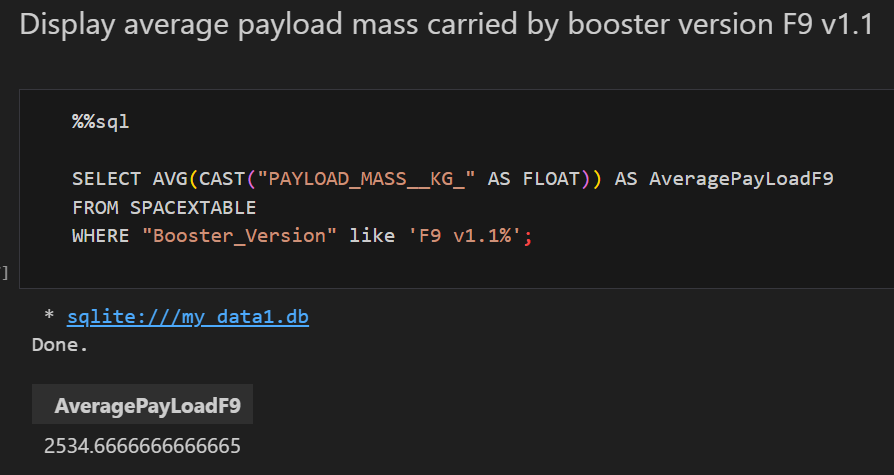 Display average payload mass carried by booster version F9 v1.1
%%sql
SELECT AVG(CAST("PAYLOAD_MASS__KG_" AS FLOAT)) AS AveragePayLoadF9
FROM SPACEXTABLE
WHERE "Booster_Version" like 'F9 v1.1%';
]
* sqlite:///my_data1.db
Done.
AveragePayLoadF9
2534.6666666666665